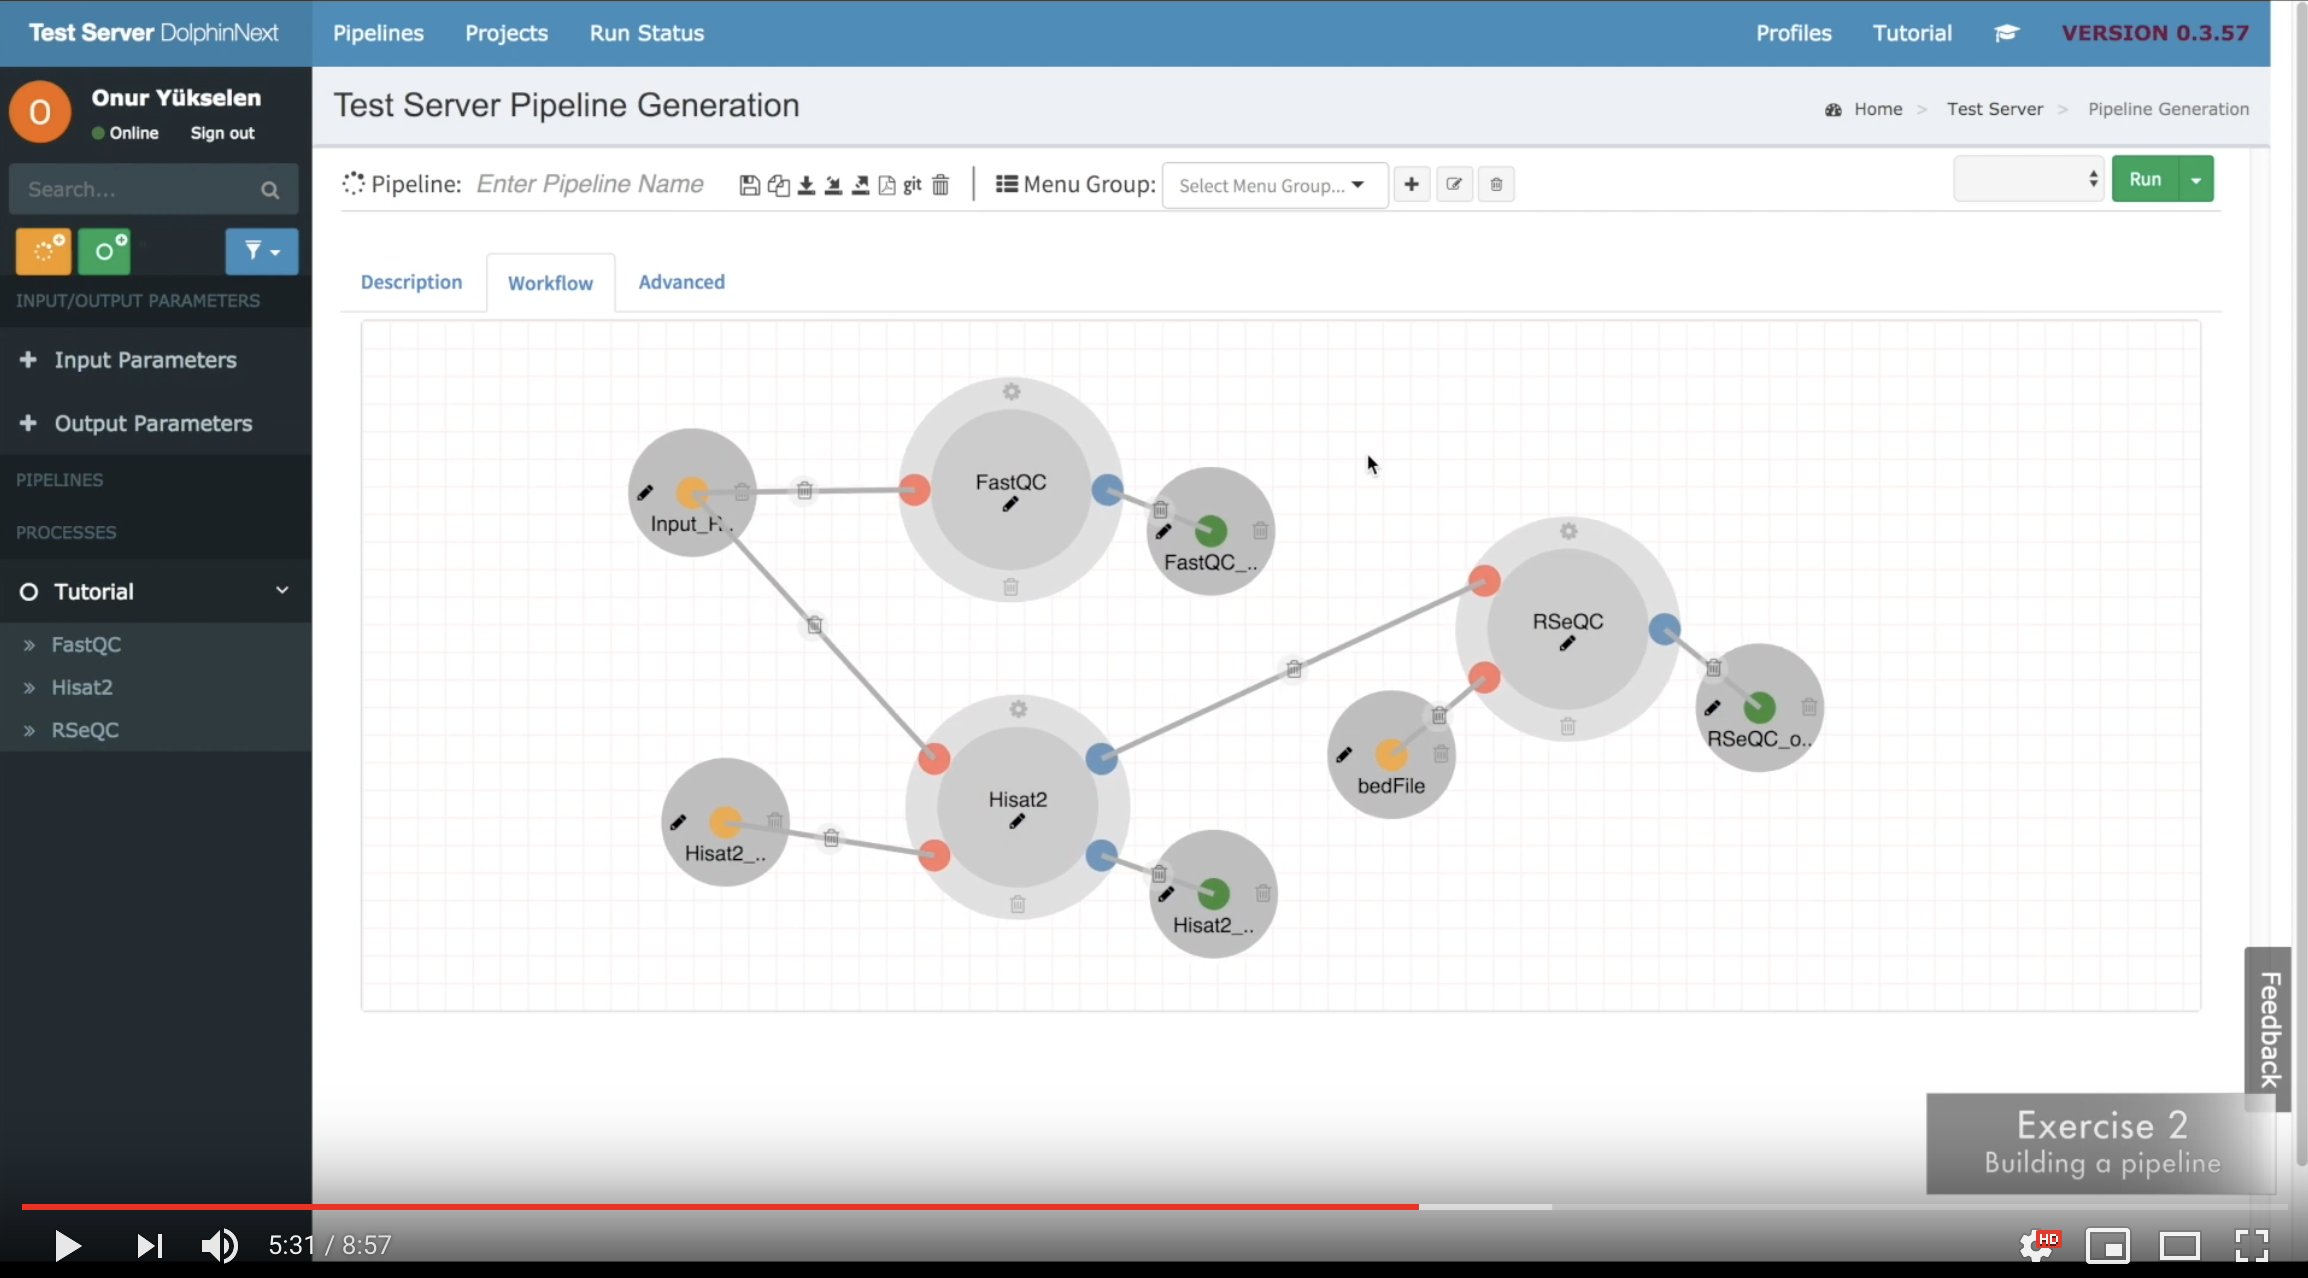 Test Server DolphinNext
Pipelines
Projects
Run Status
Profiles
Tutorial
VERSION 0.3.57
O
Onur Yükselen
Online
Sign out
Test Server Pipeline Generation
Home > Test Server > Pipeline Generation
Search...
Pipeline: Enter Pipeline Name
git
Menu Group:
Select Menu Group...
Run
INPUT/OUTPUT PARAMETERS
Input Parameters
Output Parameters
PIPELINES
PROCESSES
Tutorial
» FastQC
» Hisat2
» RSeQC
Description
Workflow
Advanced
FastQC
Input_R..
FastQC_..
RSeQC
RSeQC_o..
bedFile
Hisat2
Hisat2_..
Hisat2_..
Feedback
Exercise 2
Building a pipeline
5:31 / 8:57
HD